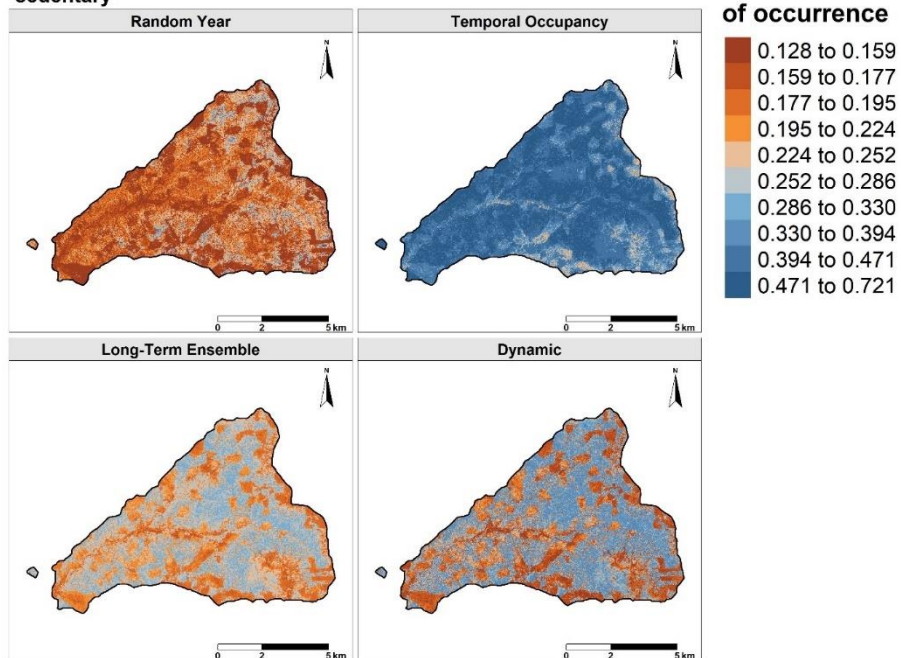 sedentary
Random Year
Temporal Occupancy
N
N
0 2 5 km
0 2 5 km
Long-Term Ensemble
Dynamic
N
N
0 2 5 km
0 2 5 km
of occurrence
0.128 to 0.159
0.159 to 0.177
0.177 to 0.195
0.195 to 0.224
0.224 to 0.252
0.252 to 0.286
0.286 to 0.330
0.330 to 0.394
0.394 to 0.471
0.471 to 0.721